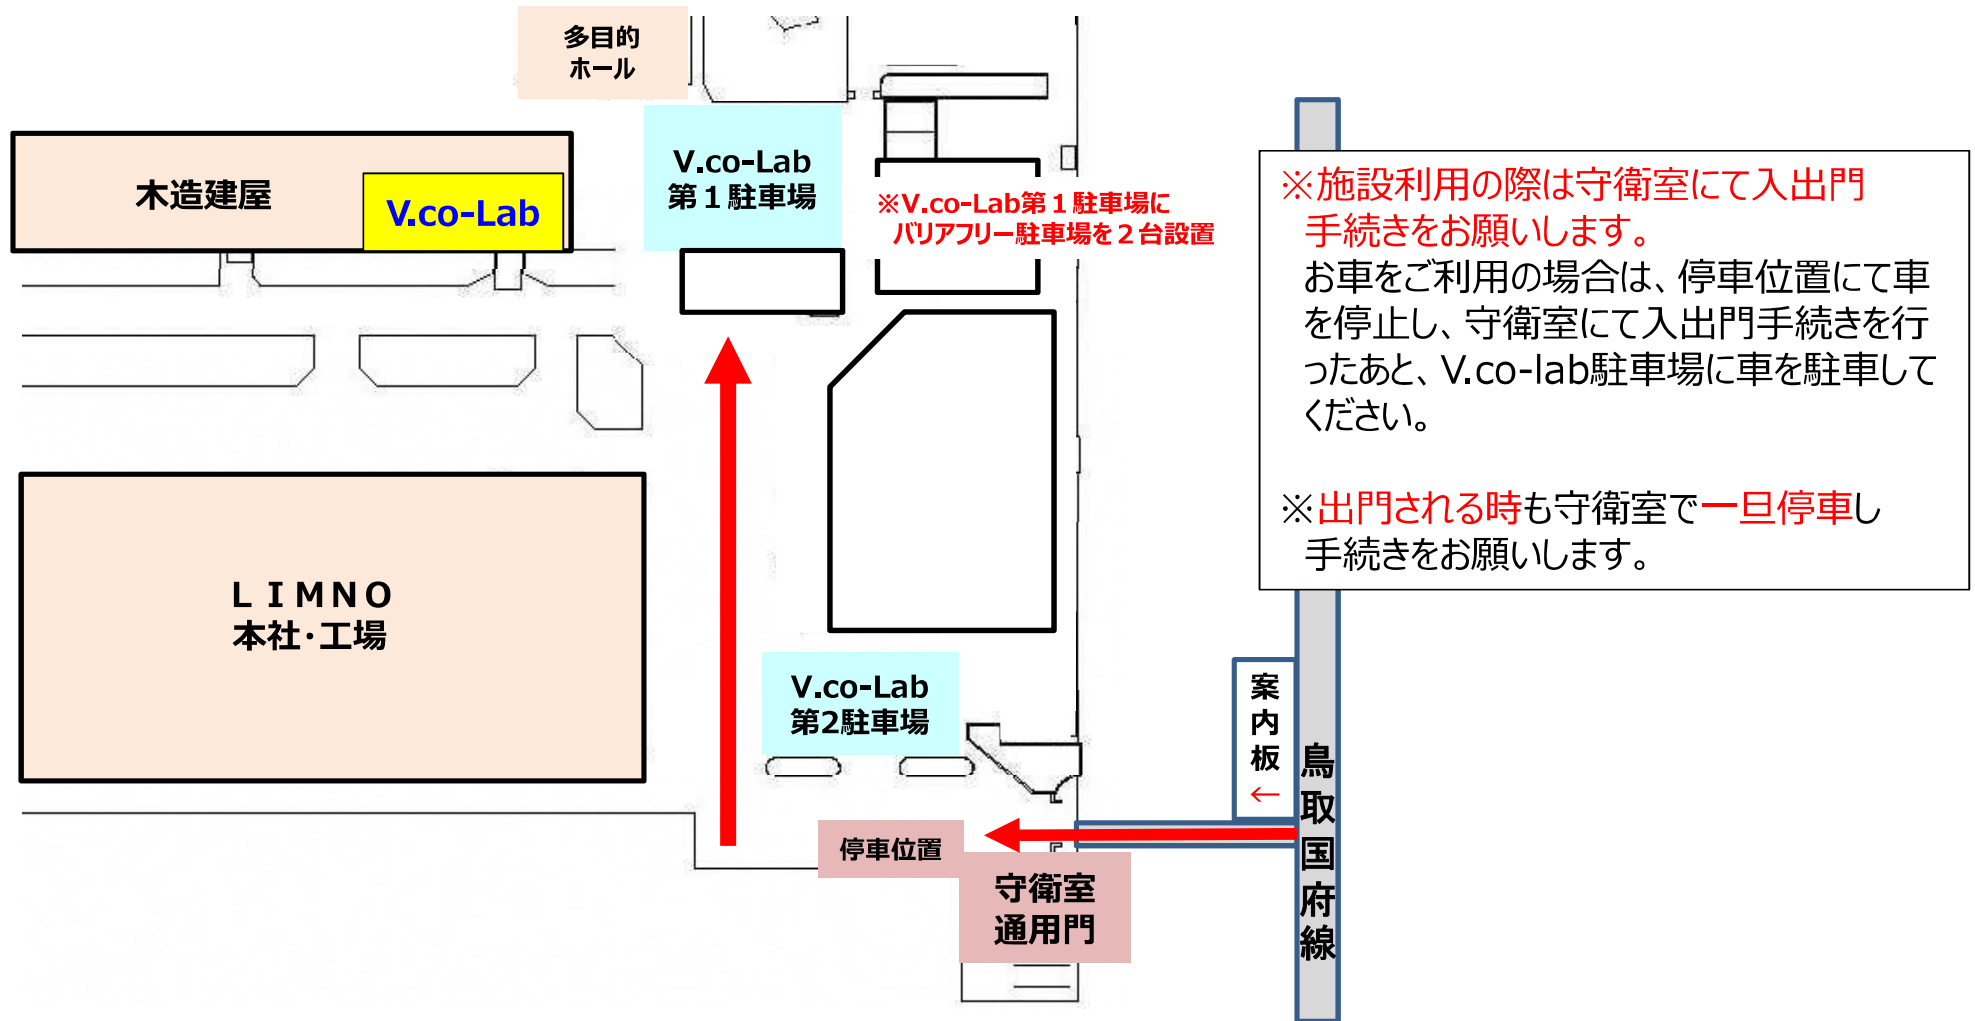 多目的
ホール
木造建屋
V.co-Lab
V.co-Lab
第１駐車場
※V.co-Lab第１駐車場に
バリアフリー駐車場を２台設置
※施設利用の際は守衛室にて入出門
手続きをお願いします。
お車をご利用の場合は、停車位置にて車
を停止し、守衛室にて入出門手続きを行
ったあと、V.co-lab駐車場に車を駐車して
ください。
※出門される時も守衛室で一旦停車し
手続きをお願いします。
ＬＩＭＮＯ
本社・工場
V.co-Lab
第2駐車場
案内板←
鳥取国府線
停車位置
守衛室
通用門